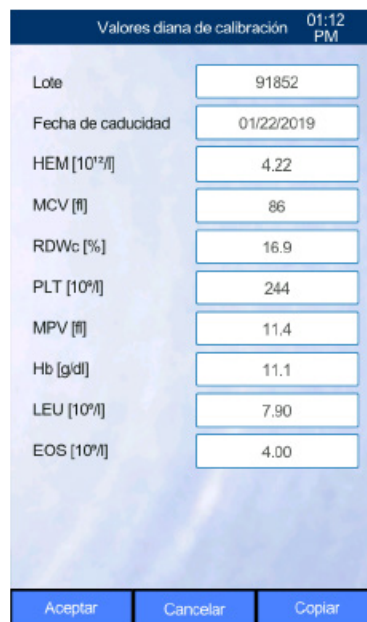 Valores diana de calibración 01:12 PM
Lote 91852
Fecha de caducidad 01/22/2019
HEM [10¹²/l] 4.22
MCV [fl] 86
RDWc [%] 16.9
PLT [10⁹/l] 244
MPV [fl] 11.4
Hb [g/dl] 11.1
LEU [10⁹/l] 7.90
EOS [10⁹/l] 4.00
Aceptar Cancelar Copiar